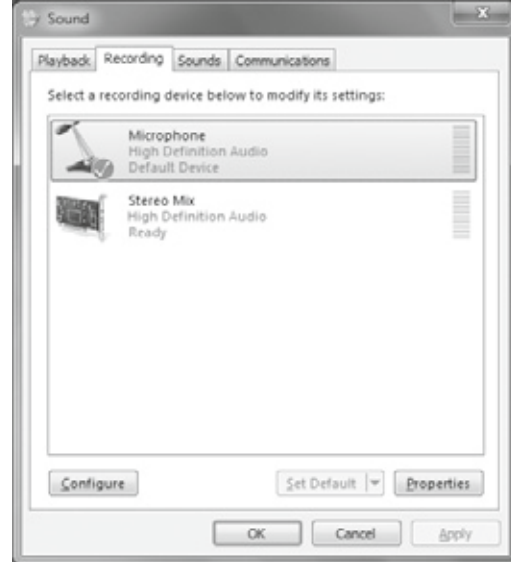 Sound
Playback Recording Sounds Communications
Select a recording device below to modify its settings:
Microphone
High Definition Audio
Default Device
Stereo Mix
High Definition Audio
Ready
Configure Set Default Properties
OK Cancel Apply